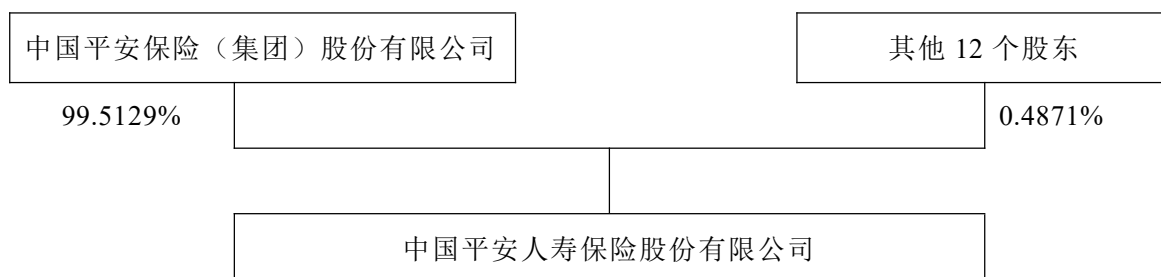 中国平安保险（集团）股份有限公司
其他 12 个股东
99.5129%
0.4871%
中国平安人寿保险股份有限公司